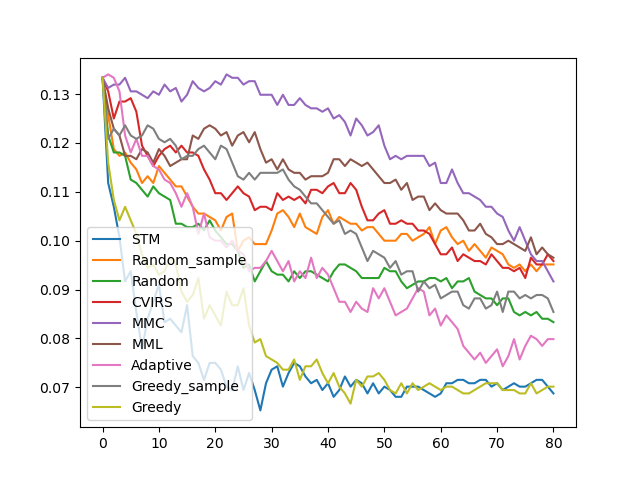 0.13
0.12
0.11
0.10
0.09
0.08
0.07
STM
Random_sample
Random
CVIRS
MMC
MML
Adaptive
Greedy_sample
Greedy
0 10 20 30 40 50 60 70 80